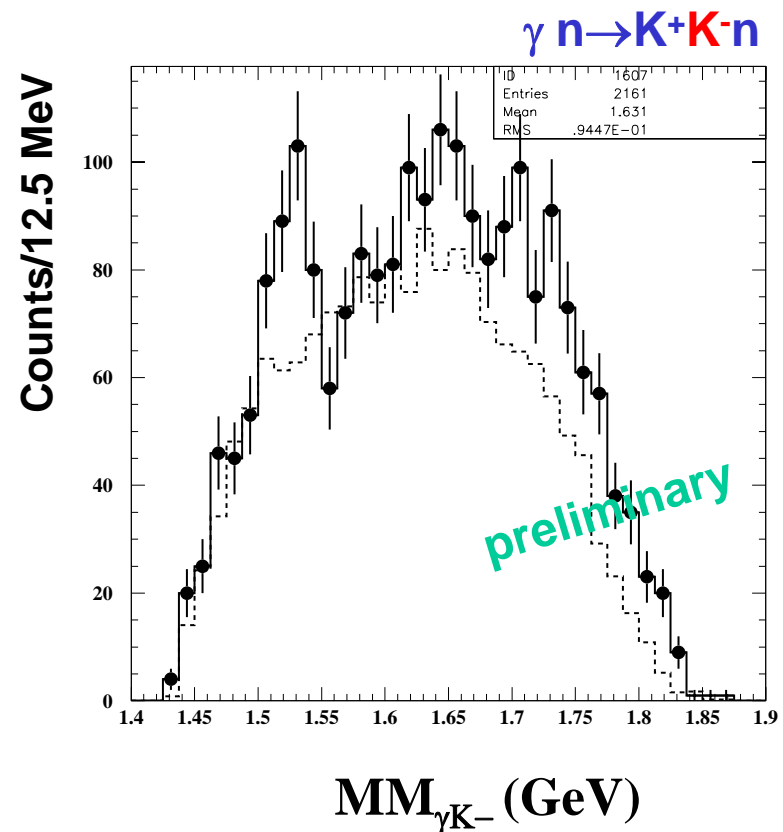 γ n→K+K-n
ID 1607
Entries 2161
Mean 1.631
RMS .9447E-01
Counts/12.5 MeV
100
80
60
40
20
0
preliminary
1.4 1.45 1.5 1.55 1.6 1.65 1.7 1.75 1.8 1.85 1.9
MMγK− (GeV)